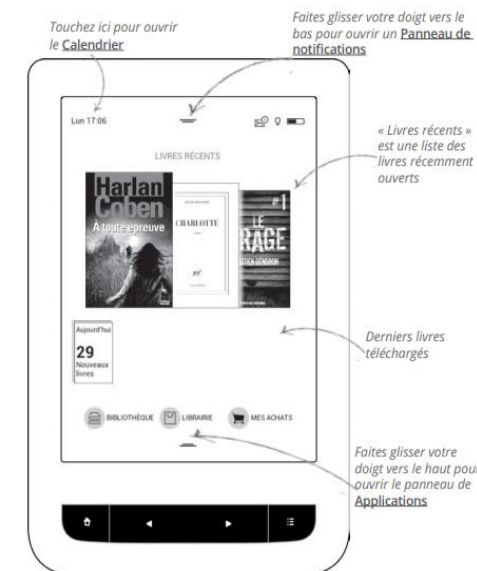 Touchez ici pour ouvrir
le Calendrier
Faites glisser votre doigt vers le
bas pour ouvrir un Panneau de
notifications
Lun 17:06
« Livres récents »
est une liste des
livres récemment
ouverts
LIVRES RÉCENTS
Harlan
Coben
À toute épreuve
CHARLOTTE
nrf
#1
LE
RAGE
Aujourd'hui
29
Nouveaux
livres
Derniers livres
téléchargés
BIBLIOTHÈQUE
LIBRAIRIE
MES ACHATS
Faites glisser votre
doigt vers le haut pour
ouvrir le panneau de
Applications